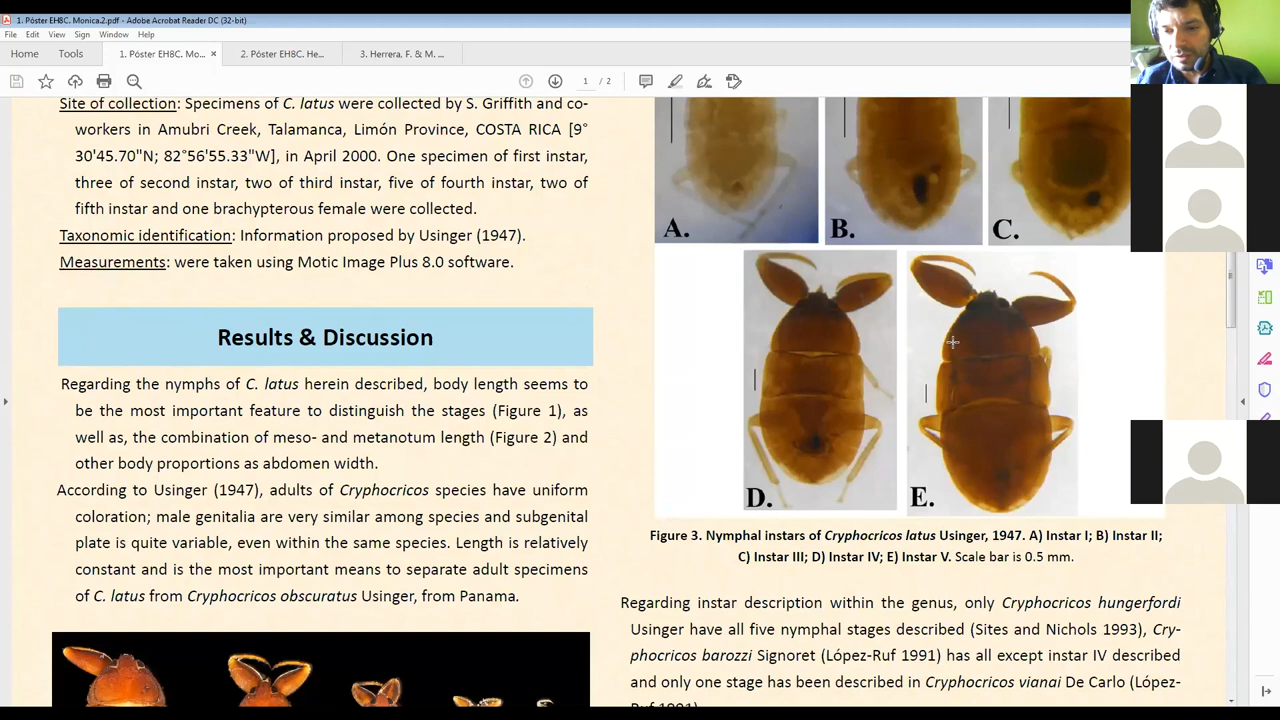 1. Póster EH8C. Monica.2.pdf - Adobe Acrobat Reader DC (32-bit)
File Edit View Sign Window Help
Home Tools 1. Póster EH8C. Mo... × 2. Póster EH8C. He... 3. Herrera, F. & M. ...
1 / 2
Site of collection: Specimens of C. latus were collected by S. Griffith and co-
workers in Amubri Creek, Talamanca, Limón Province, COSTA RICA [9°
30'45.70"N; 82°56'55.33"W], in April 2000. One specimen of first instar,
three of second instar, two of third instar, five of fourth instar, two of
fifth instar and one brachypterous female were collected.
Taxonomic identification: Information proposed by Usinger (1947).
Measurements: were taken using Motic Image Plus 8.0 software.
Results & Discussion
Regarding the nymphs of C. latus herein described, body length seems to
be the most important feature to distinguish the stages (Figure 1), as
well as, the combination of meso- and metanotum length (Figure 2) and
other body proportions as abdomen width.
According to Usinger (1947), adults of Cryphocricos species have uniform
coloration; male genitalia are very similar among species and subgenital
plate is quite variable, even within the same species. Length is relatively
constant and is the most important means to separate adult specimens
of C. latus from Cryphocricos obscuratus Usinger, from Panama.
A.
B.
C.
D.
E.
Figure 3. Nymphal instars of Cryphocricos latus Usinger, 1947. A) Instar I; B) Instar II;
C) Instar III; D) Instar IV; E) Instar V. Scale bar is 0.5 mm.
Regarding instar description within the genus, only Cryphocricos hungerfordi
Usinger have all five nymphal stages described (Sites and Nichols 1993), Cry-
phocricos barozzi Signoret (López-Ruf 1991) has all except instar IV described
and only one stage has been described in Cryphocricos vianai De Carlo (López-
Ruf 1991).